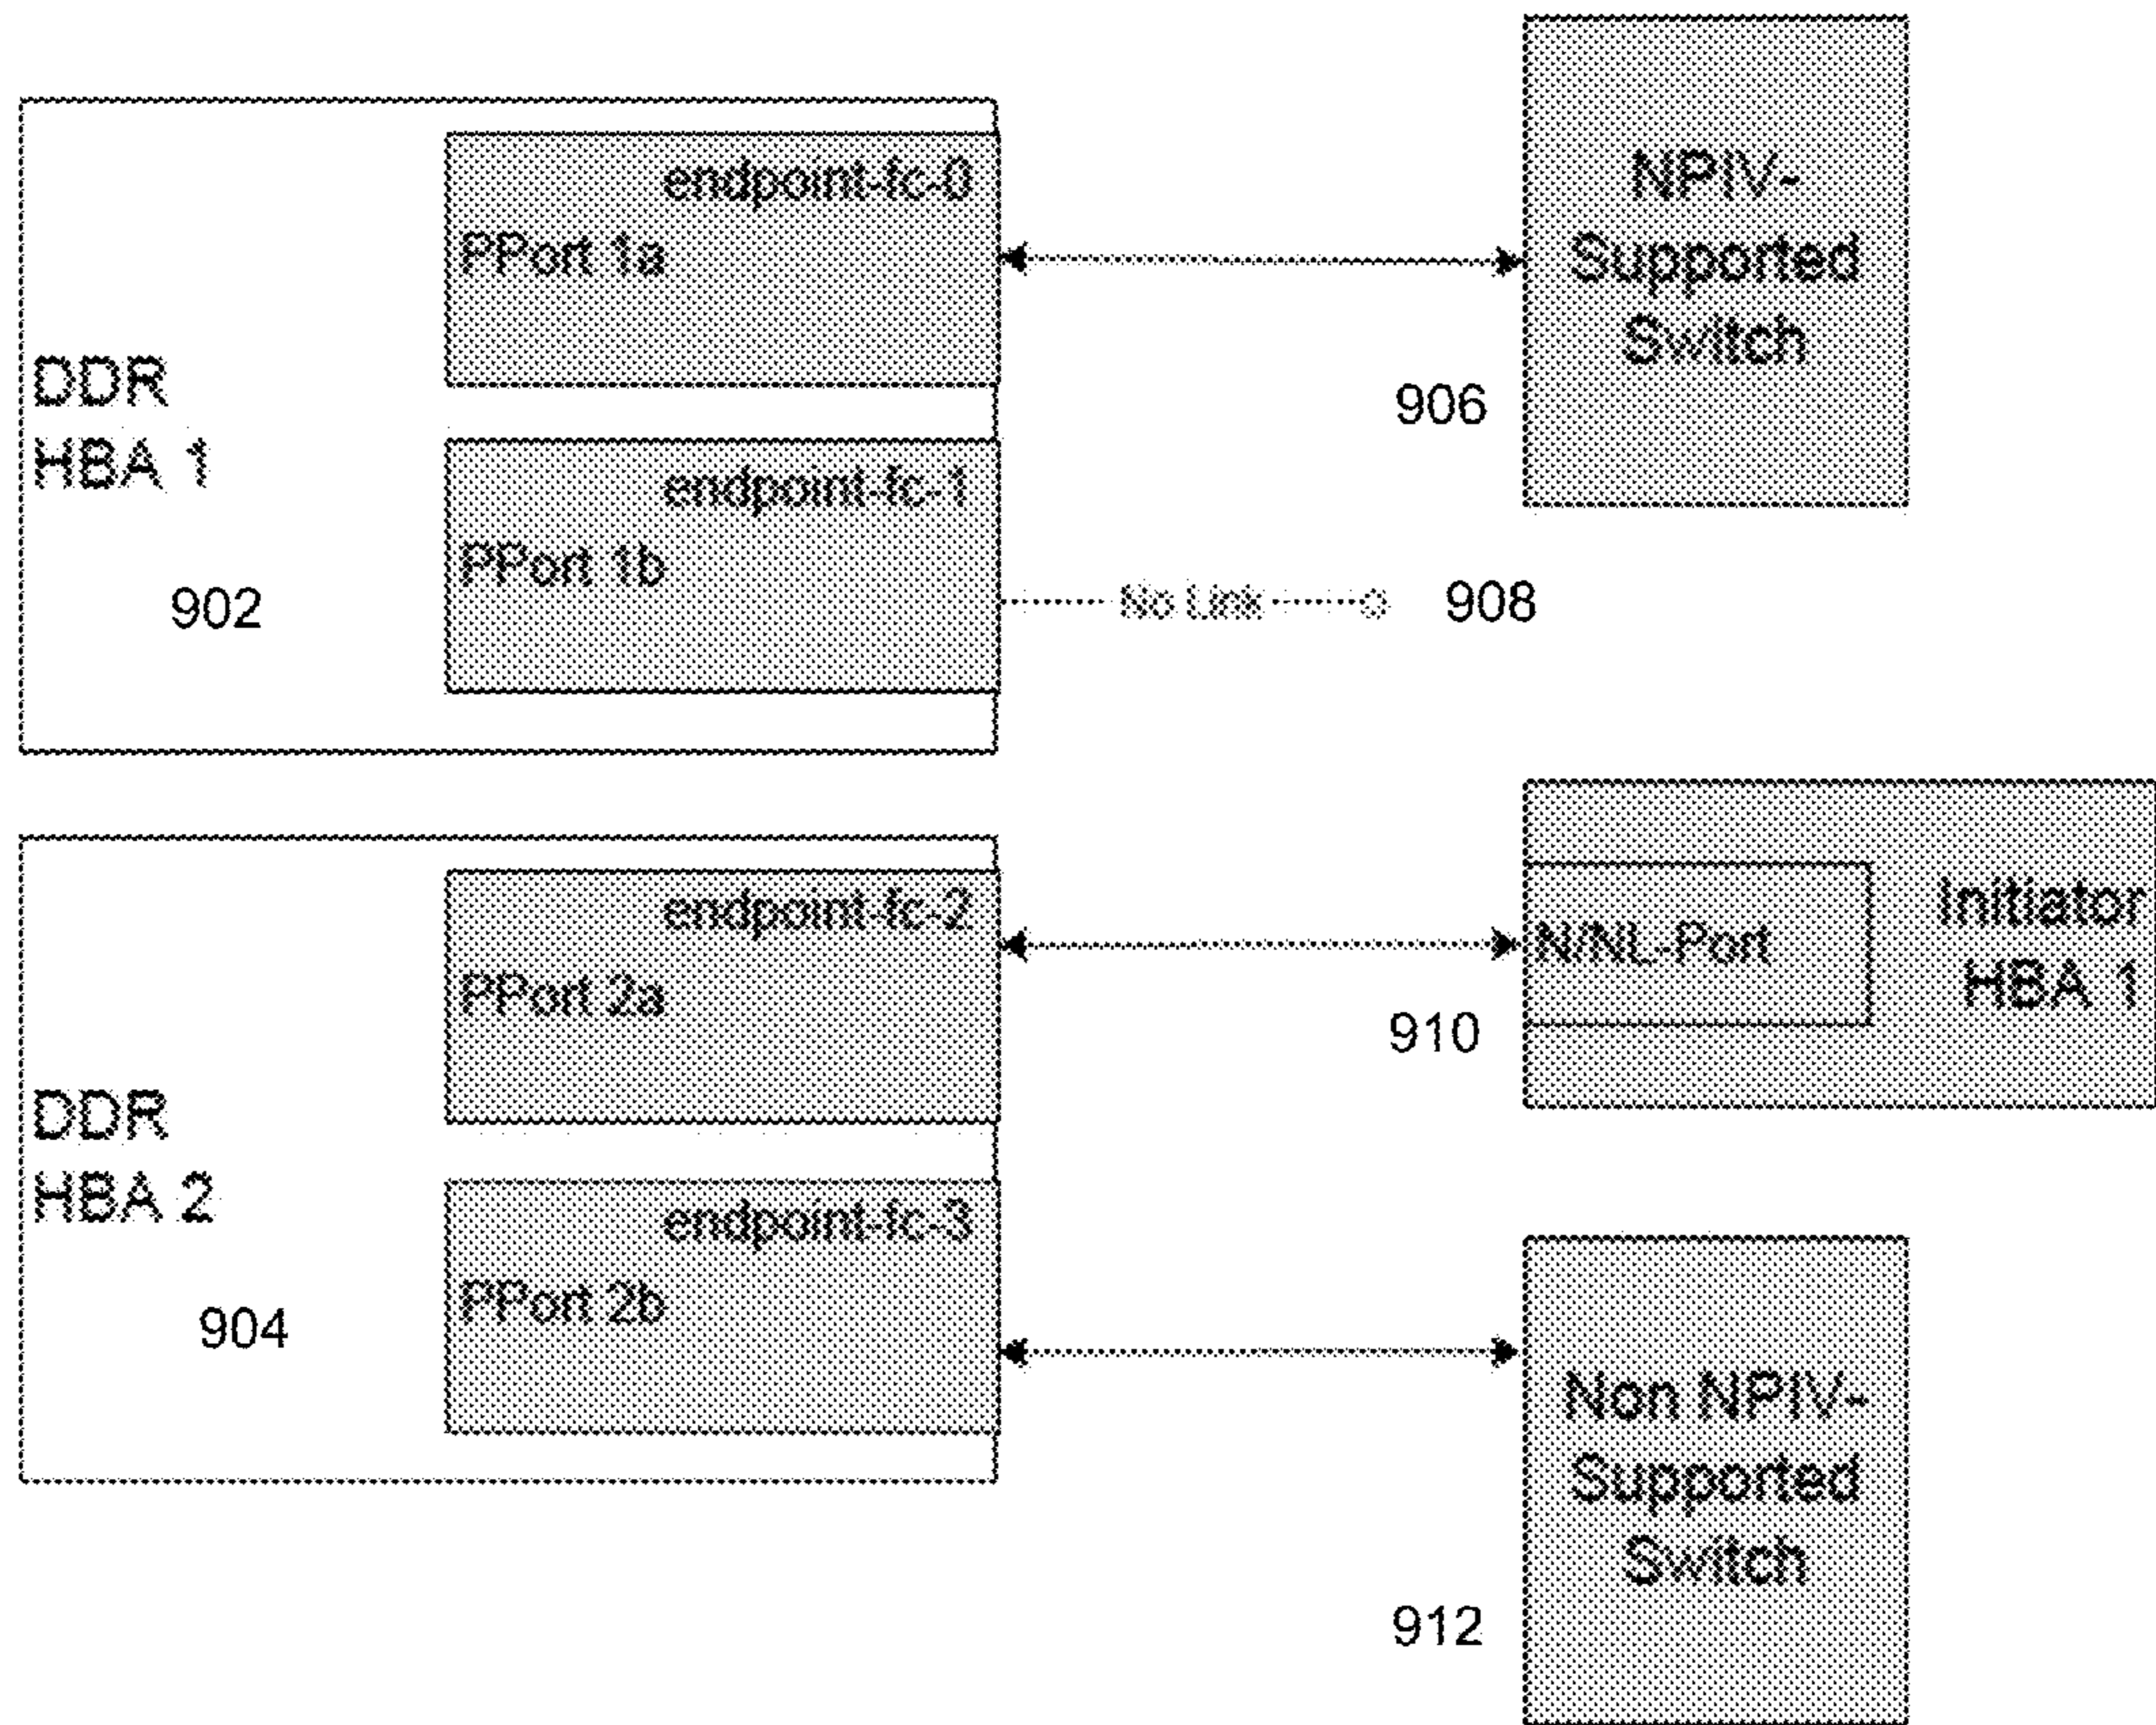 DDR
HBA 1
902
endpoint-fc-0
PPort 1a
endpoint-fc-1
PPort 1b
NPIV-
Supported
Switch
906
No Link
908
DDR
HBA 2
904
endpoint-fc-2
PPort 2a
endpoint-fc-3
PPort 2b
N/NL-Port
Initiator
HBA 1
910
Non NPIV-
Supported
Switch
912